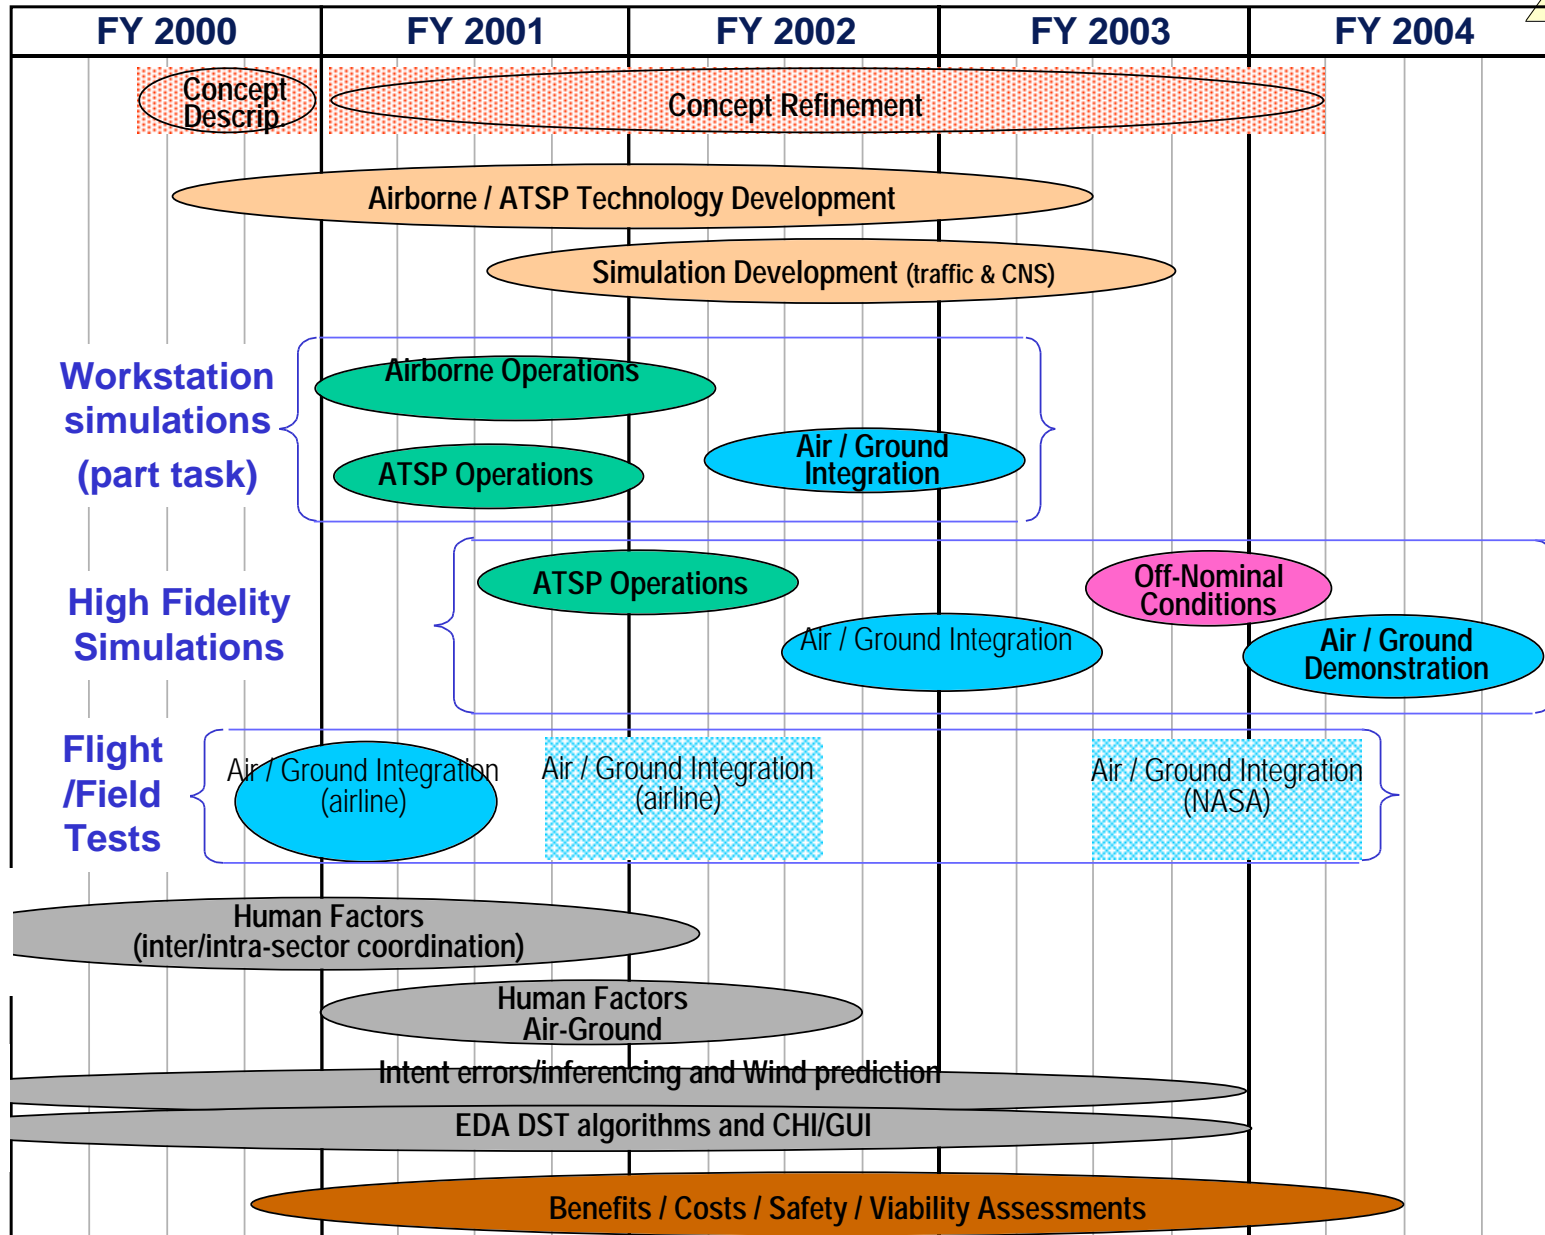 FY 2000 FY 2001 FY 2002 FY 2003 FY 2004
Concept
Descrip.
Concept Refinement
Airborne / ATSP Technology Development
Simulation Development (traffic & CNS)
Workstation
simulations
(part task)
Airborne Operations
ATSP Operations
Air / Ground
Integration
High Fidelity
Simulations
ATSP Operations
Air / Ground Integration
Off-Nominal
Conditions
Air / Ground
Demonstration
Flight
/Field
Tests
Air / Ground Integration
(airline)
Air / Ground Integration
(airline)
Air / Ground Integration
(NASA)
Human Factors
(inter/intra-sector coordination)
Human Factors
Air-Ground
Intent errors/inferencing and Wind prediction
EDA DST algorithms and CHI/GUI
Benefits / Costs / Safety / Viability Assessments